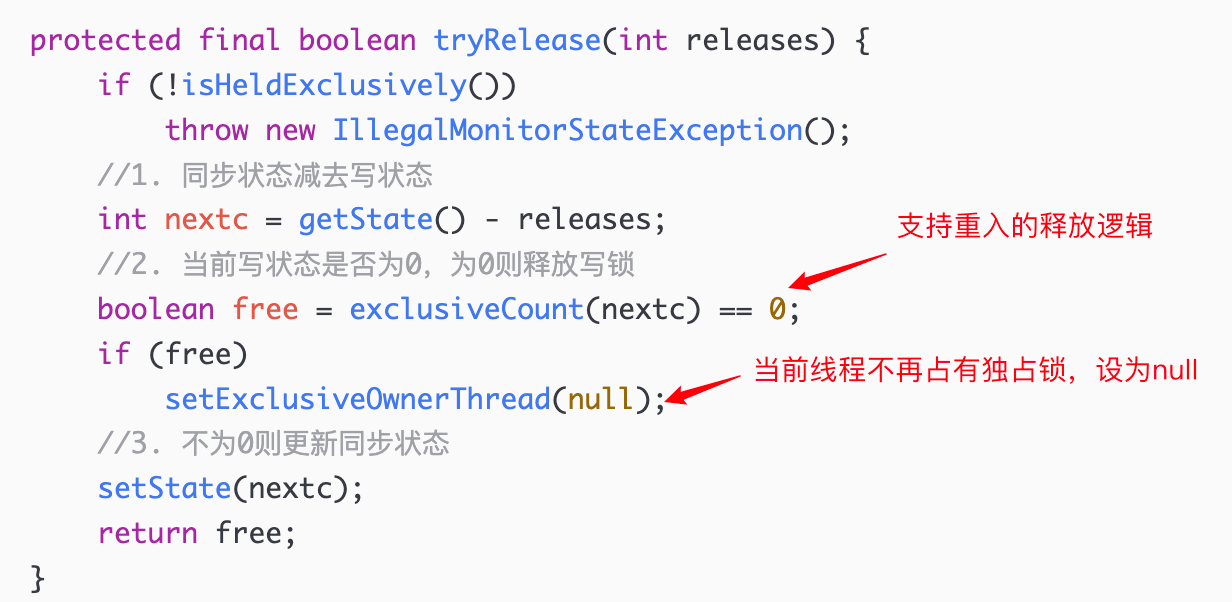 protected final boolean tryRelease(int releases) {
    if (!isHeldExclusively())
        throw new IllegalMonitorStateException();
    //1. 同步状态减去写状态
    int nextc = getState() - releases;
支持重入的释放逻辑
    //2. 当前写状态是否为0，为0则释放写锁
    boolean free = exclusiveCount(nextc) == 0;
    if (free)
当前线程不再占有独占锁，设为null
        setExclusiveOwnerThread(null);
    //3. 不为0则更新同步状态
    setState(nextc);
    return free;
}